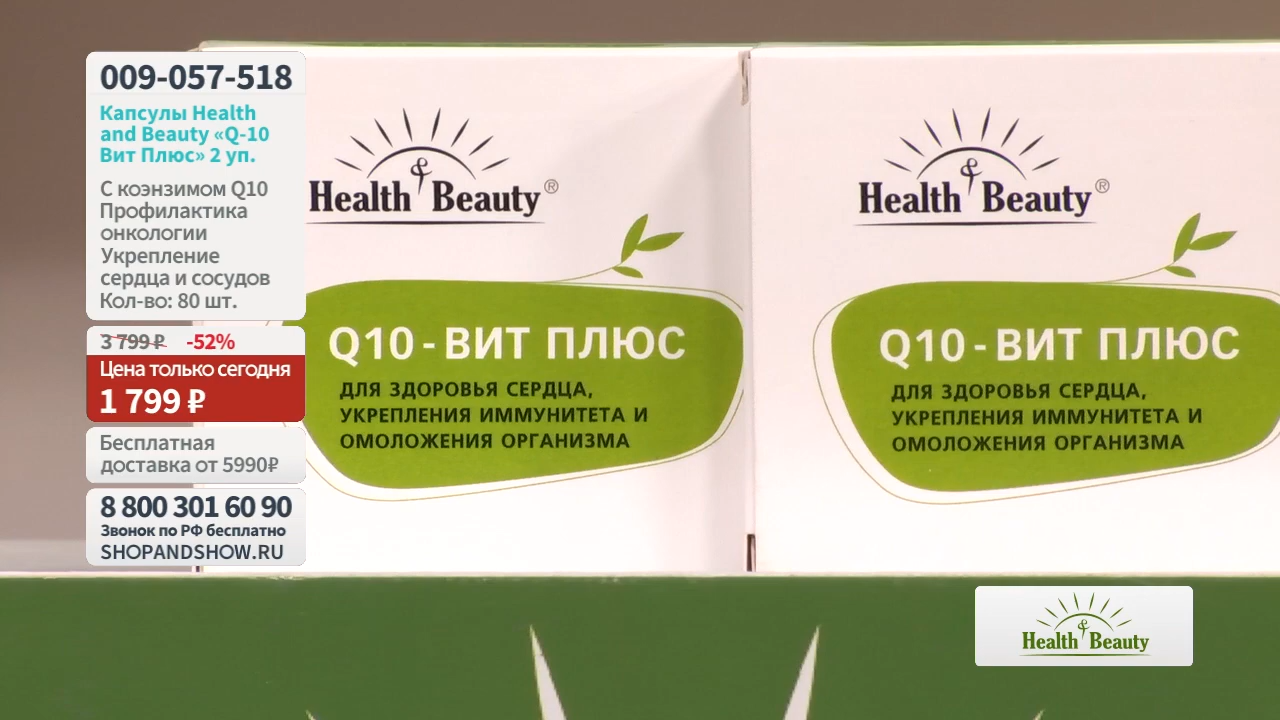 009-057-518
Капсулы Health
and Beauty «Q-10
Вит Плюс» 2 уп.
С коэнзимом Q10
Профилактика
онкологии
Укрепление
сердца и сосудов
Кол-во: 80 шт.
3 799 ₽ -52%
Цена только сегодня
1 799 ₽
Бесплатная
доставка от 5990₽
8 800 301 60 90
Звонок по РФ бесплатно
SHOPANDSHOW.RU
Health & Beauty®
Q10 - ВИТ ПЛЮС
ДЛЯ ЗДОРОВЬЯ СЕРДЦА,
УКРЕПЛЕНИЯ ИММУНИТЕТА И
ОМОЛОЖЕНИЯ ОРГАНИЗМА
Health & Beauty®
Q10 - ВИТ ПЛЮС
ДЛЯ ЗДОРОВЬЯ СЕРДЦА,
УКРЕПЛЕНИЯ ИММУНИТЕТА И
ОМОЛОЖЕНИЯ ОРГАНИЗМА
Health & Beauty